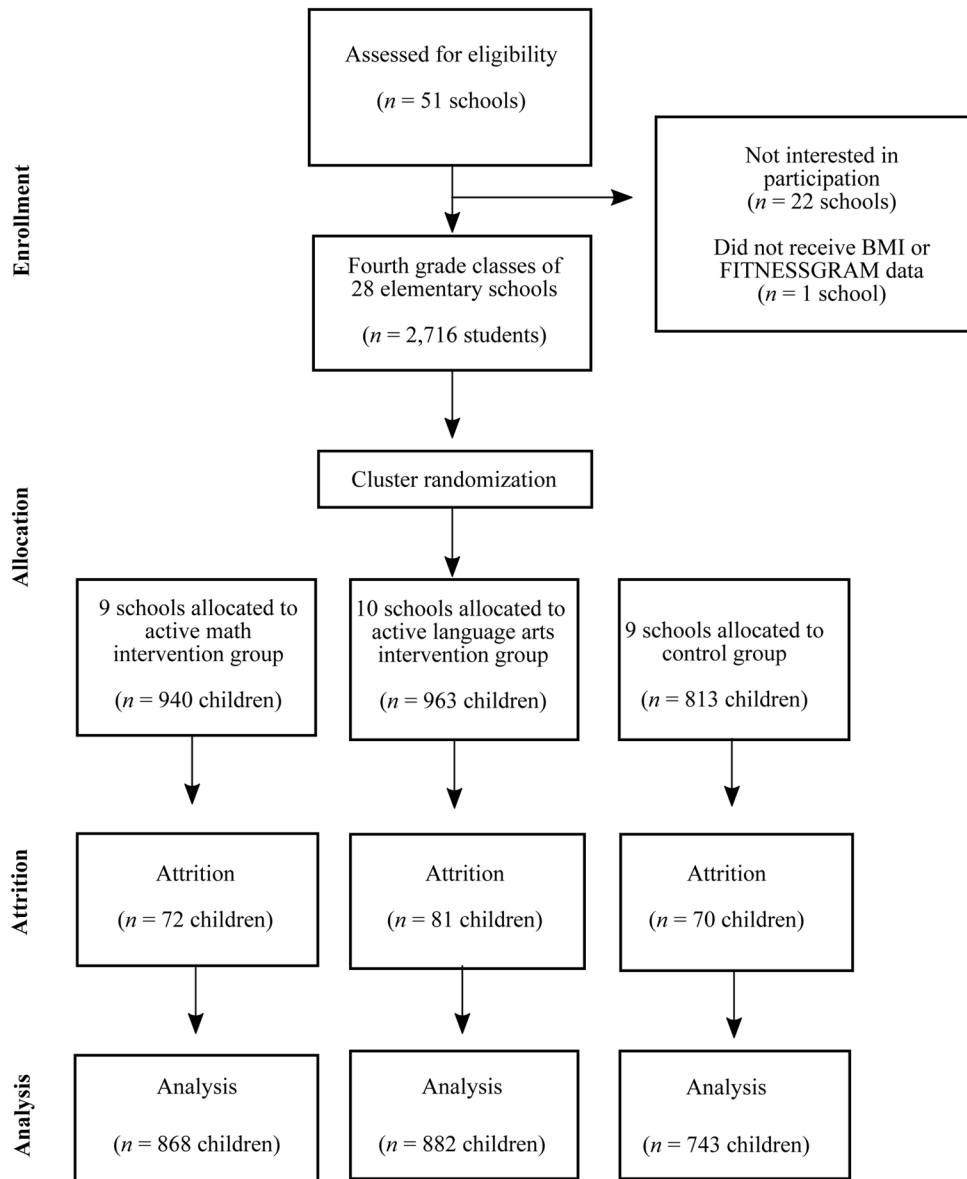 Enrollment
Assessed for eligibility
(n = 51 schools)
Not interested in
participation
(n = 22 schools)
Did not receive BMI or
FITNESSGRAM data
(n = 1 school)
Fourth grade classes of
28 elementary schools
(n = 2,716 students)
Allocation
Cluster randomization
9 schools allocated to
active math
intervention group
(n = 940 children)
10 schools allocated to
active language arts
intervention group
(n = 963 children)
9 schools allocated to
control group
(n = 813 children)
Attrition
Attrition
(n = 72 children)
Attrition
(n = 81 children)
Attrition
(n = 70 children)
Analysis
Analysis
(n = 868 children)
Analysis
(n = 882 children)
Analysis
(n = 743 children)